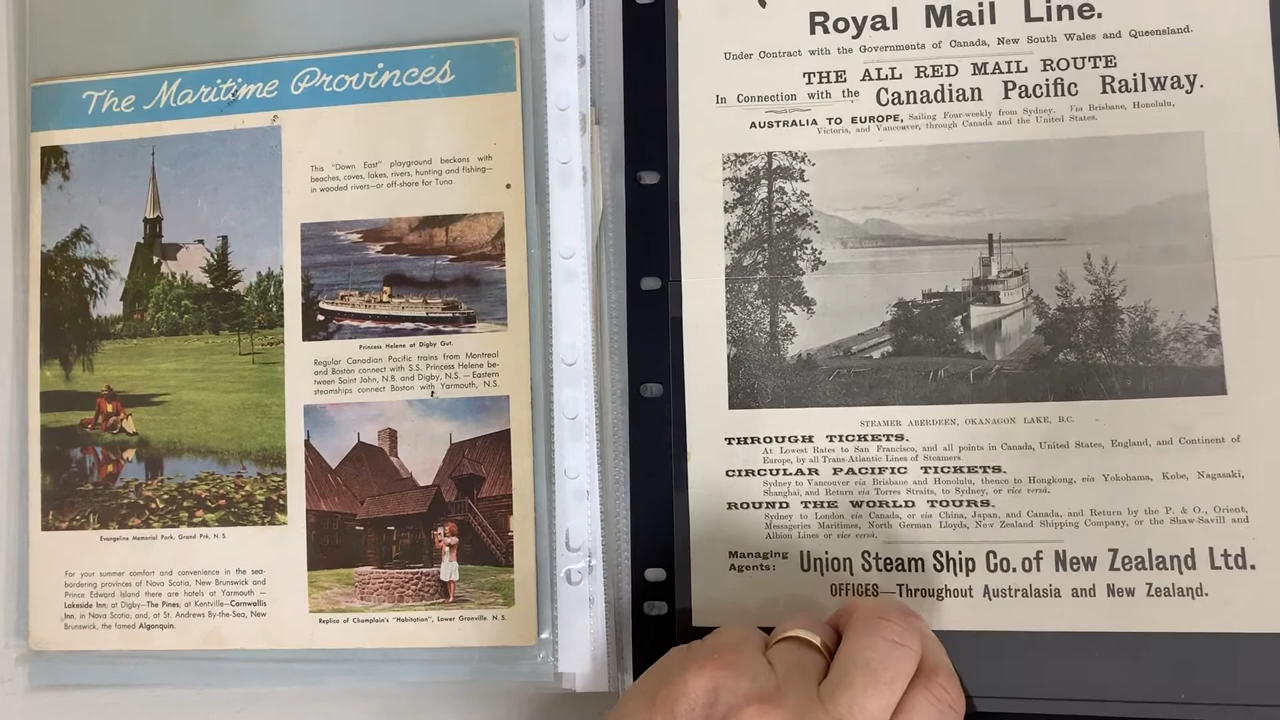 The Maritime Provinces
This "Down East" playground beckons with
beaches, coves, lakes, rivers, hunting and fishing—
in wooded rivers—or off-shore for Tuna.
Princess Helene at Digby Gut.
Regular Canadian Pacific trains from Montreal
and Boston connect with S.S. Princess Helene be-
tween Saint John, N.B. and Digby, N.S. — Eastern
steamships connect Boston with Yarmouth, N.S.
Evangeline Memorial Park, Grand Pré, N. S.
For your summer comfort and convenience in the sea-
bordering provinces of Nova Scotia, New Brunswick and
Prince Edward Island there are hotels at Yarmouth —
Lakeside Inn; at Digby—The Pines; at Kentville—Cornwallis
Inn, in Nova Scotia; and, at St. Andrews By-the-Sea, New
Brunswick, the famed Algonquin.
Replica of Champlain's "Habitation", Lower Granville. N. S.
Royal Mail Line.
Under Contract with the Governments of Canada, New South Wales and Queensland.
THE ALL RED MAIL ROUTE
In Connection with the Canadian Pacific Railway.
AUSTRALIA TO EUROPE, Sailing Four-weekly from Sydney. Via Brisbane, Honolulu,
Victoria, and Vancouver, through Canada and the United States.
STEAMER ABERDEEN, OKANAGON LAKE, B.C.
THROUGH TICKETS.
At Lowest Rates to San Francisco, and all points in Canada, United States, England, and Continent of
Europe, by all Trans-Atlantic Lines of Steamers.
CIRCULAR PACIFIC TICKETS.
Sydney to Vancouver via Brisbane and Honolulu, thence to Hongkong, via Yokohama, Kobe, Nagasaki,
Shanghai, and Return via Torres Straits, to Sydney, or vice versâ.
ROUND THE WORLD TOURS.
Sydney to London via Canada, or via China, Japan, and Canada, and Return by the P. & O., Orient,
Messageries Maritimes, North German Lloyds, New Zealand Shipping Company, or the Shaw-Savill and
Albion Lines or vice versâ.
Managing
Agents: Union Steam Ship Co. of New Zealand Ltd.
OFFICES—Throughout Australasia and New Zealand.